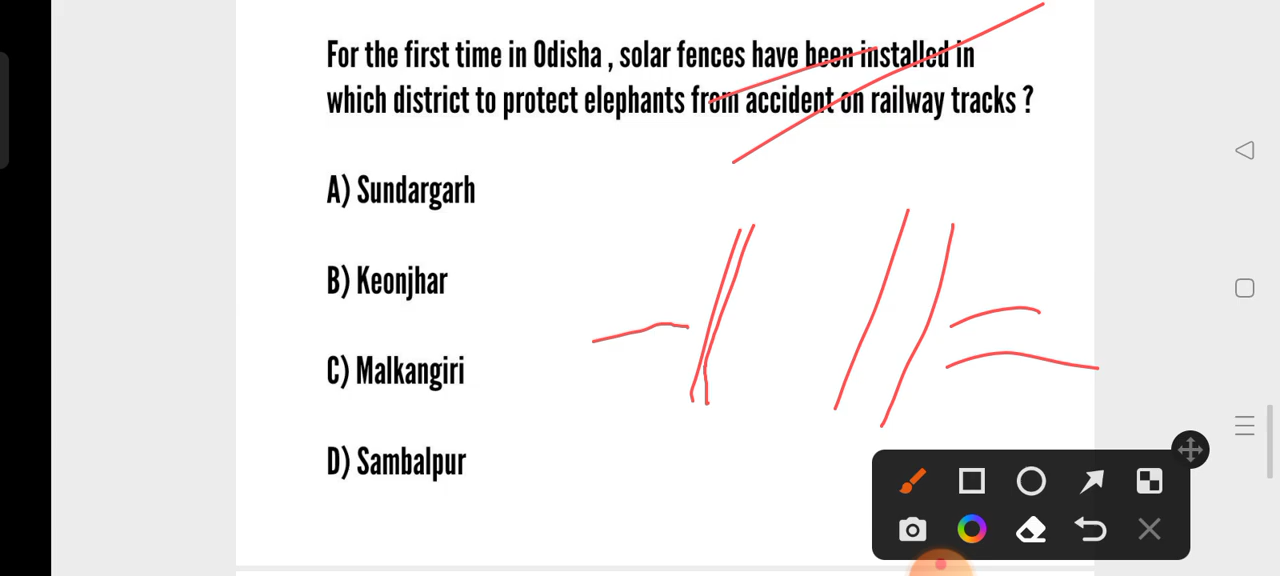 For the first time in Odisha , solar fences have been installed in
which district to protect elephants from accident on railway tracks ?
A) Sundargarh
B) Keonjhar
C) Malkangiri
D) Sambalpur